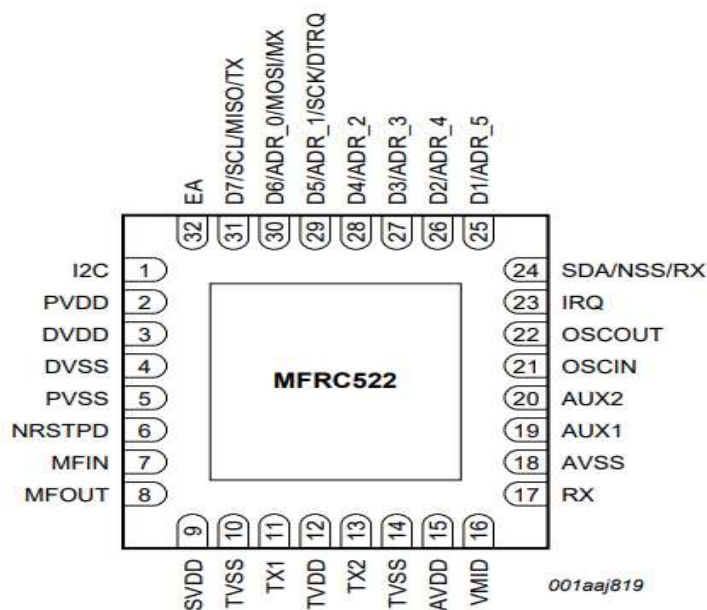 EA
D7/SCL/MISO/TX
D6/ADR_0/MOSI/MX
D5/ADR_1/SCK/DTRQ
D4/ADR_2
D3/ADR_3
D2/ADR_4
D1/ADR_5
32 31 30 29 28 27 26 25
I2C 1
PVDD 2
DVDD 3
DVSS 4
PVSS 5
NRSTPD 6
MFIN 7
MFOUT 8
MFRC522
24 SDA/NSS/RX
23 IRQ
22 OSCOUT
21 OSCIN
20 AUX2
19 AUX1
18 AVSS
17 RX
9 10 11 12 13 14 15 16
SVDD
TVSS
TX1
TVDD
TX2
TVSS
AVDD
VMID
001aaj819